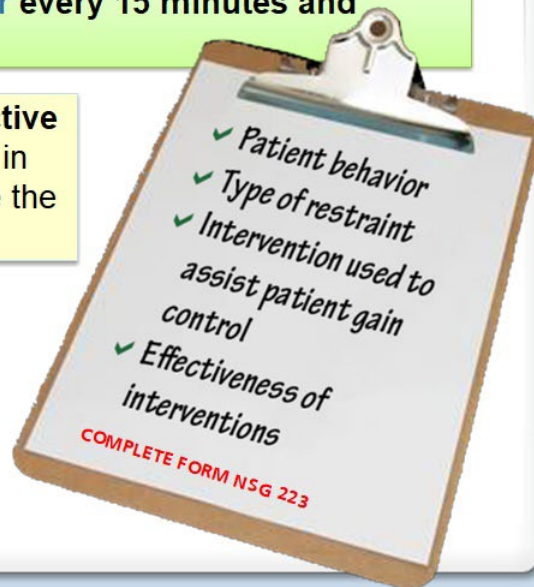 every 15 minutes and
tive
in
the
✔ Patient behavior
✔ Type of restraint
✔ Intervention used to
assist patient gain
control
✔ Effectiveness of
interventions
COMPLETE FORM NSG 223